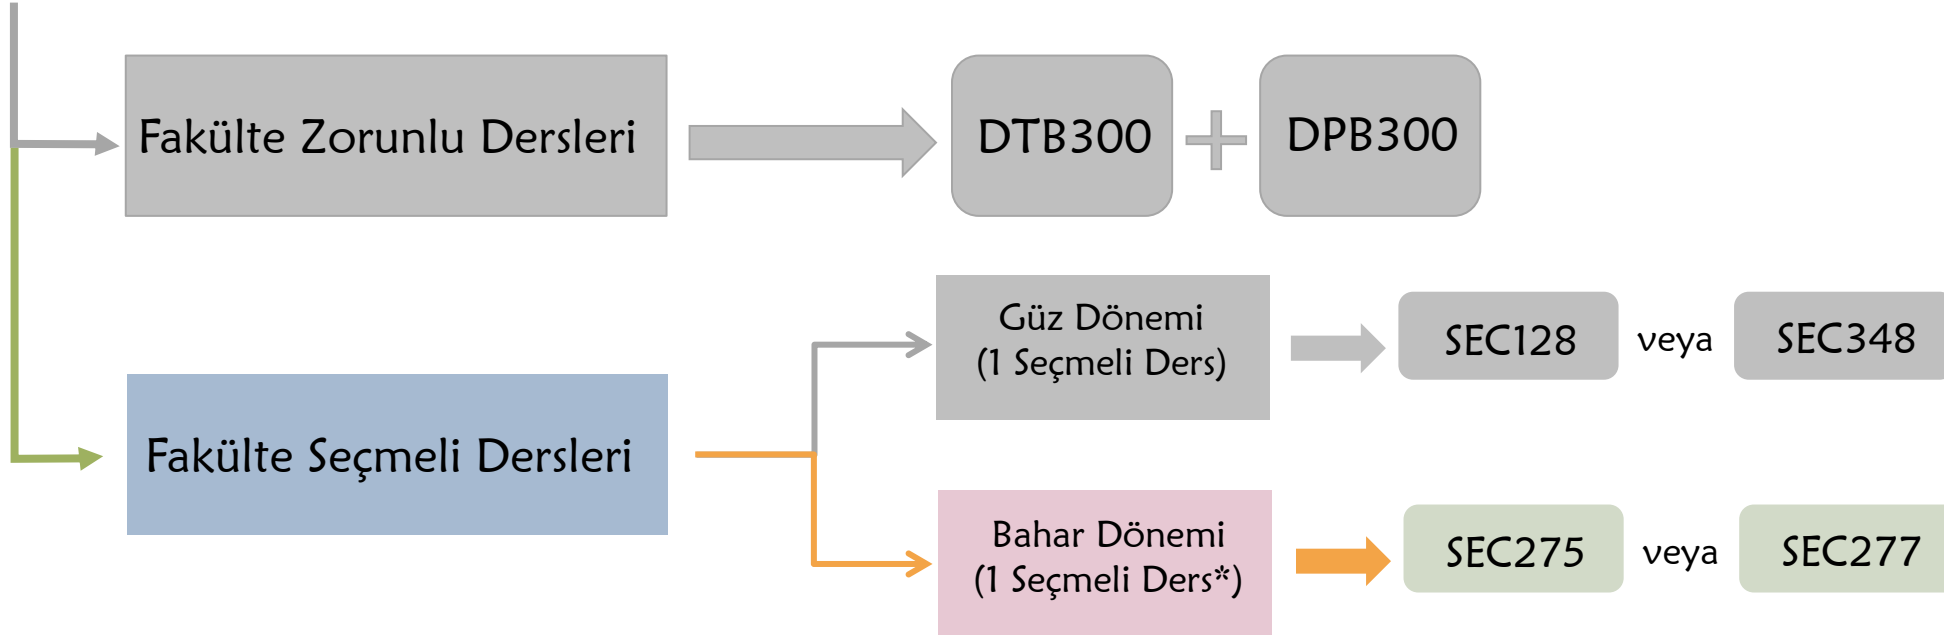 Fakülte Zorunlu Dersleri
DTB300
DPB300
Fakülte Seçmeli Dersleri
Güz Dönemi
(1 Seçmeli Ders)
SEC128 veya SEC348
Bahar Dönemi
(1 Seçmeli Ders*)
SEC275 veya SEC277